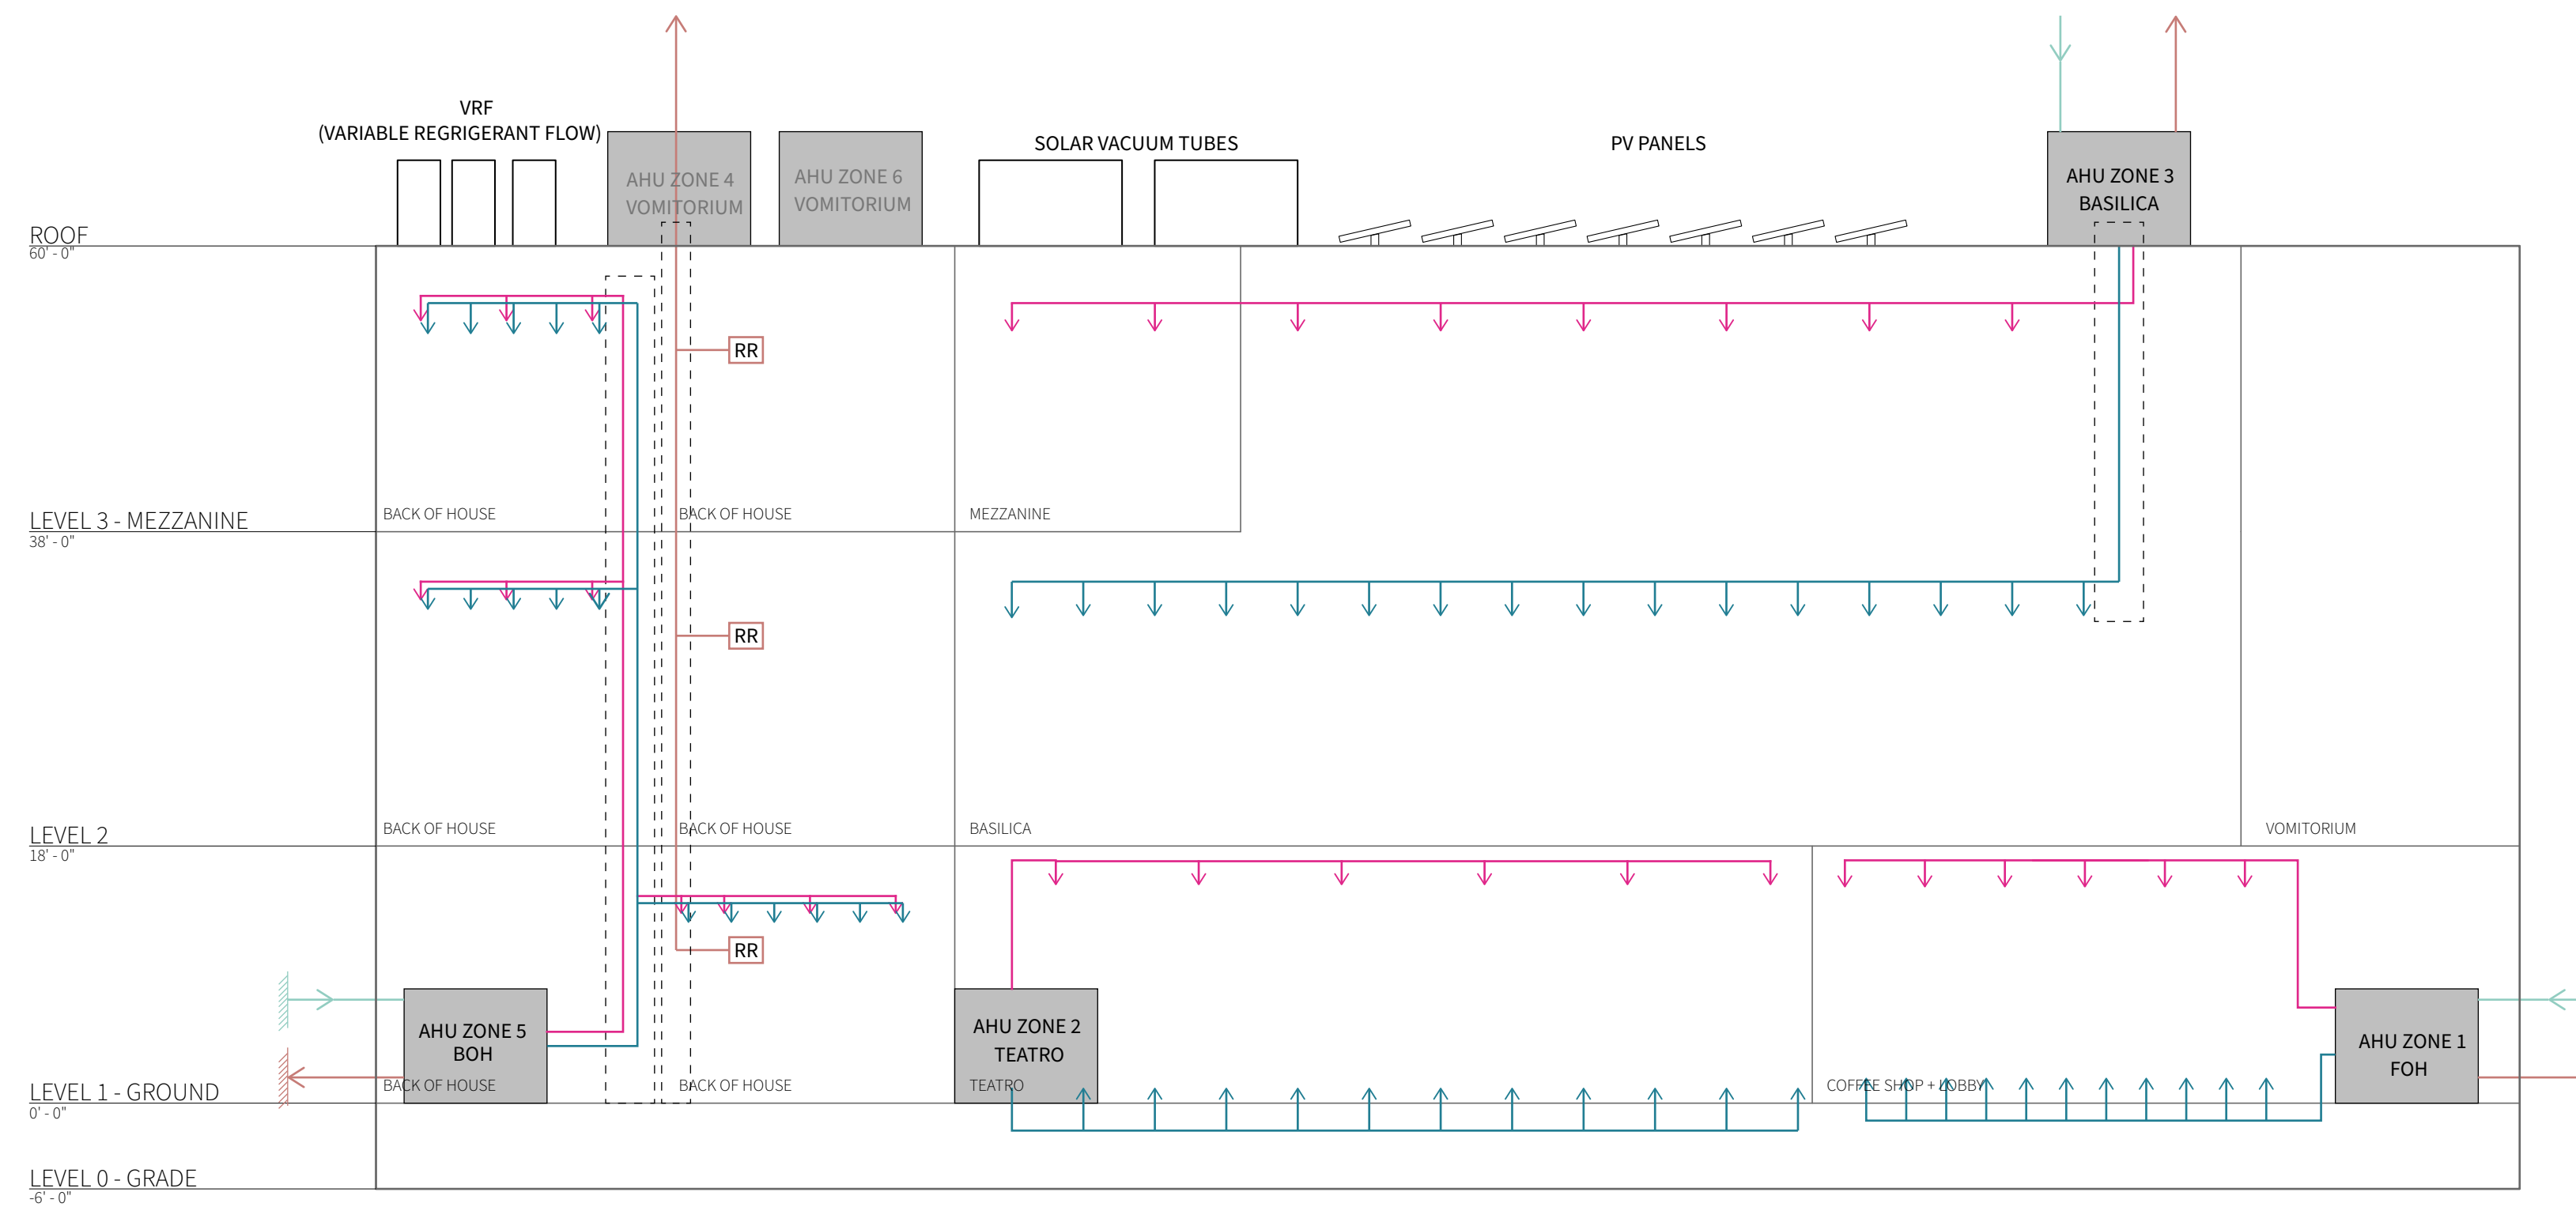 VRF
(VARIABLE REGRIGERANT FLOW)
AHU ZONE 4
VOMITORIUM
AHU ZONE 6
VOMITORIUM
SOLAR VACUUM TUBES
PV PANELS
AHU ZONE 3
BASILICA
ROOF
60' - 0"
RR
BACK OF HOUSE
BACK OF HOUSE
MEZZANINE
LEVEL 3 - MEZZANINE
38' - 0"
RR
BACK OF HOUSE
BACK OF HOUSE
BASILICA
VOMITORIUM
LEVEL 2
18' - 0"
RR
AHU ZONE 5
BOH
AHU ZONE 2
TEATRO
AHU ZONE 1
FOH
BACK OF HOUSE
BACK OF HOUSE
TEATRO
COFFEE SHOP + LOBBY
LEVEL 1 - GROUND
0' - 0"
LEVEL 0 - GRADE
-6' - 0"